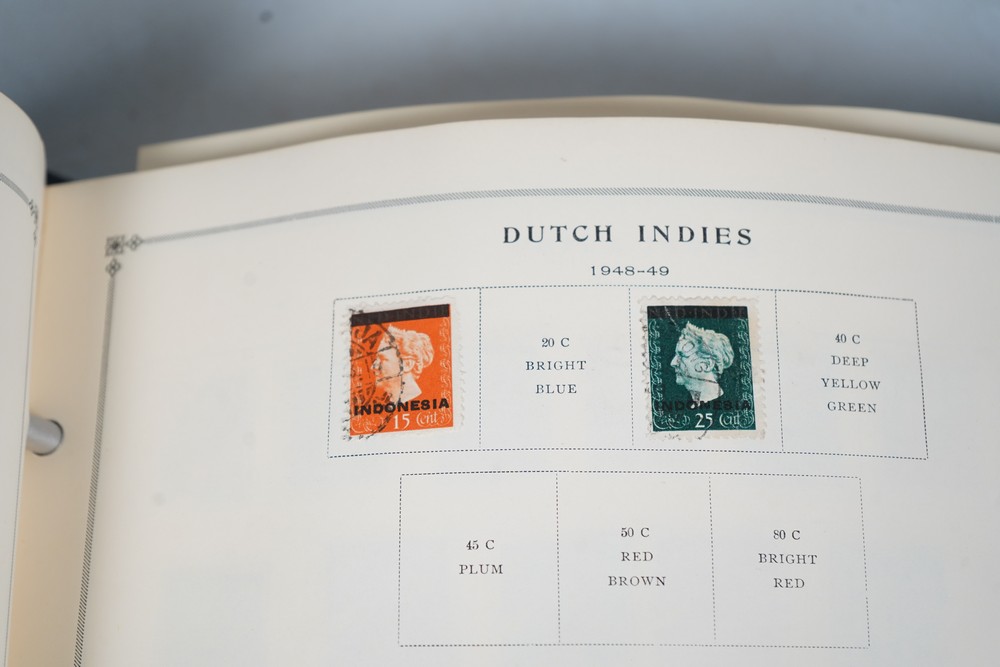 DUTCH INDIES
1948-49
INDONESIA
15 Cent
20 C
BRIGHT
BLUE
INDONESIA
25 Cent
40 C
DEEP
YELLOW
GREEN
45 C
PLUM
50 C
RED
BROWN
80 C
BRIGHT
RED